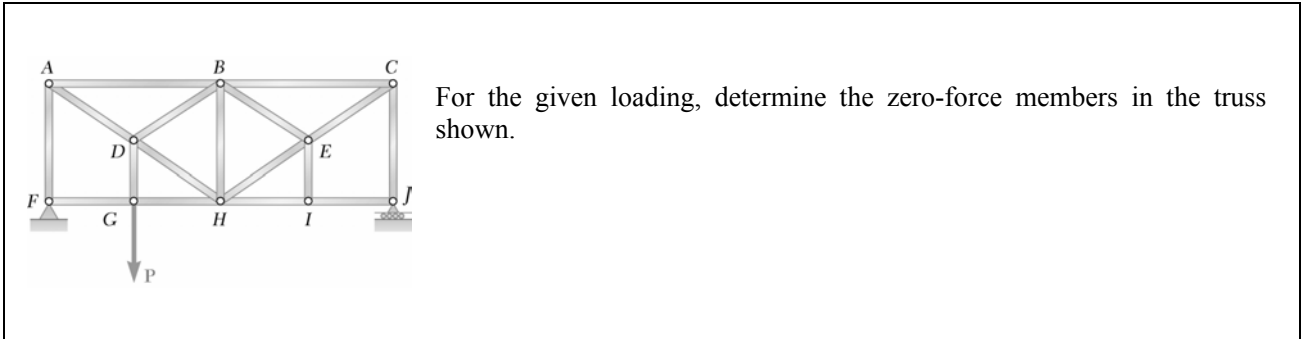 A B C
For the given loading, determine the zero-force members in the truss
shown.
D E
F J
G H I
P